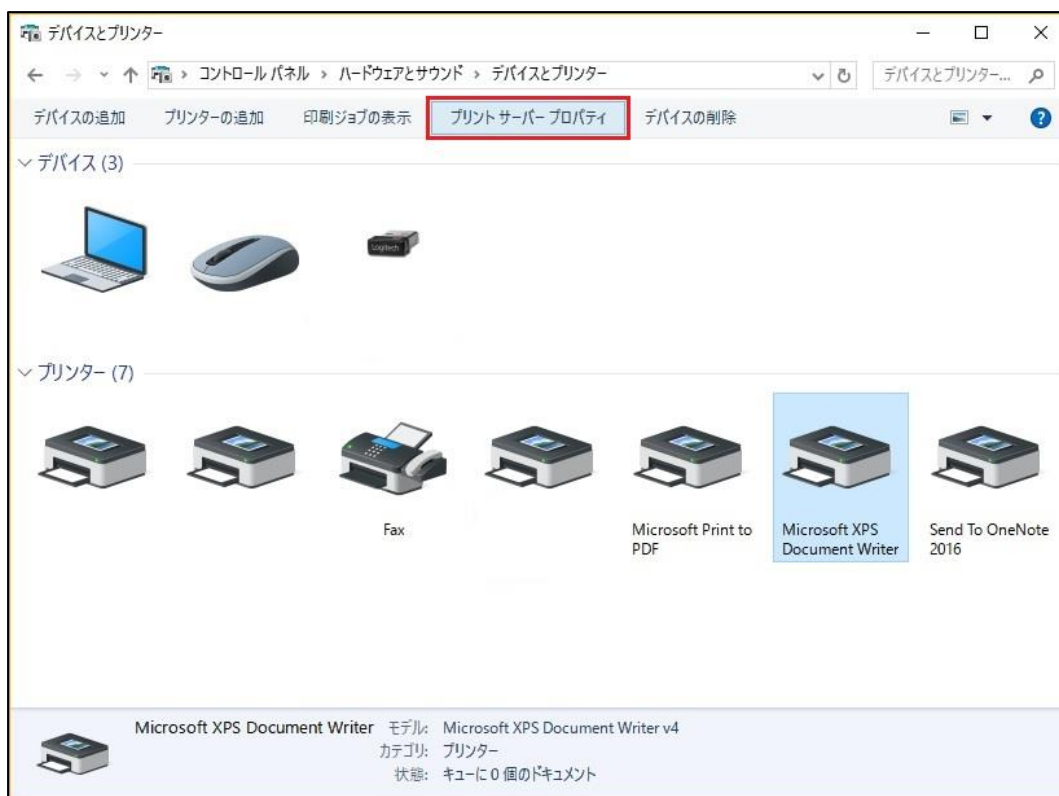 デバイスとプリンター
コントロール パネル › ハードウェアとサウンド › デバイスとプリンター
デバイスとプリンター...
デバイスの追加 プリンターの追加 印刷ジョブの表示 プリント サーバー プロパティ デバイスの削除
デバイス (3)
Logitech
プリンター (7)
Fax
Microsoft Print to
PDF
Microsoft XPS
Document Writer
Send To OneNote
2016
Microsoft XPS Document Writer モデル: Microsoft XPS Document Writer v4
カテゴリ: プリンター
状態: キューに 0 個のドキュメント